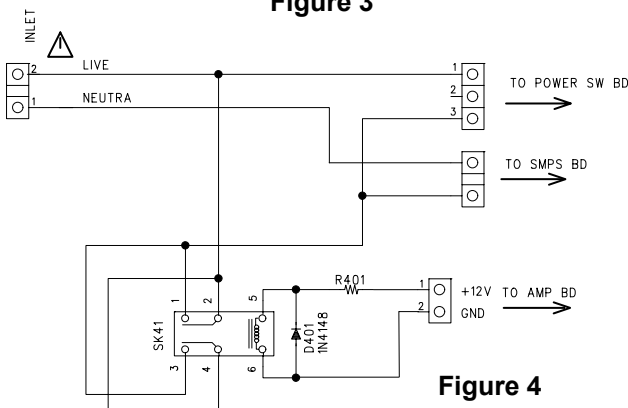 Figure 3
INLET
2
LIVE
1
NEUTRA
1
2
3
TO POWER SW BD
TO SMPS BD
R401
1
+12V
TO AMP BD
2
GND
SK41
1
2
5
3
4
6
D401
1N4148
Figure 4